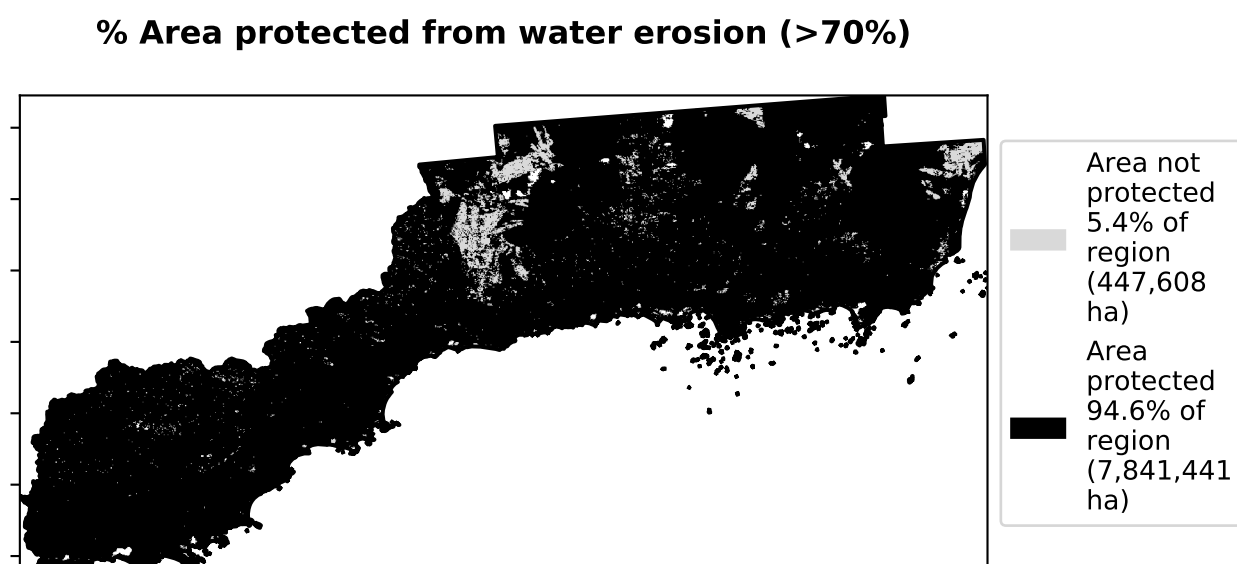 % Area protected from water erosion (>70%)
Area not
protected
5.4% of
region
(447,608
ha)
Area
protected
94.6% of
region
(7,841,441
ha)